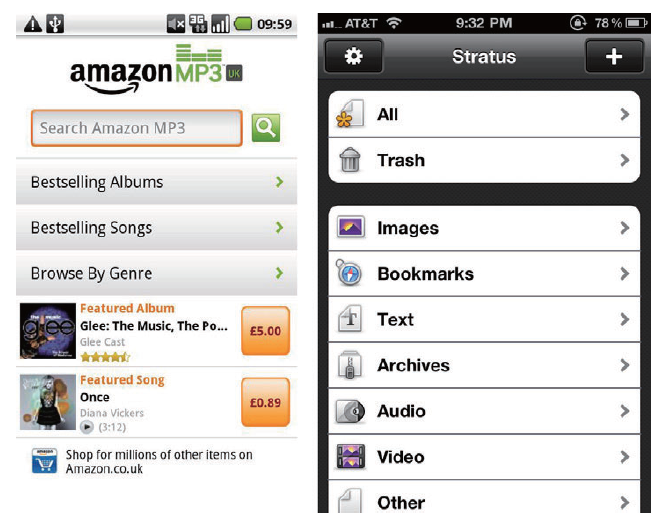 3G
09:59
amazonMP3 UK
Search Amazon MP3
Bestselling Albums
Bestselling Songs
Browse By Genre
Featured Album
Glee: The Music, The Po...
Glee Cast
£5.00
Featured Song
Once
Diana Vickers
(3:12)
£0.89
Shop for millions of other items on
Amazon.co.uk
AT&T 9:32 PM 78%
Stratus
All
Trash
Images
Bookmarks
Text
Archives
Audio
Video
Other